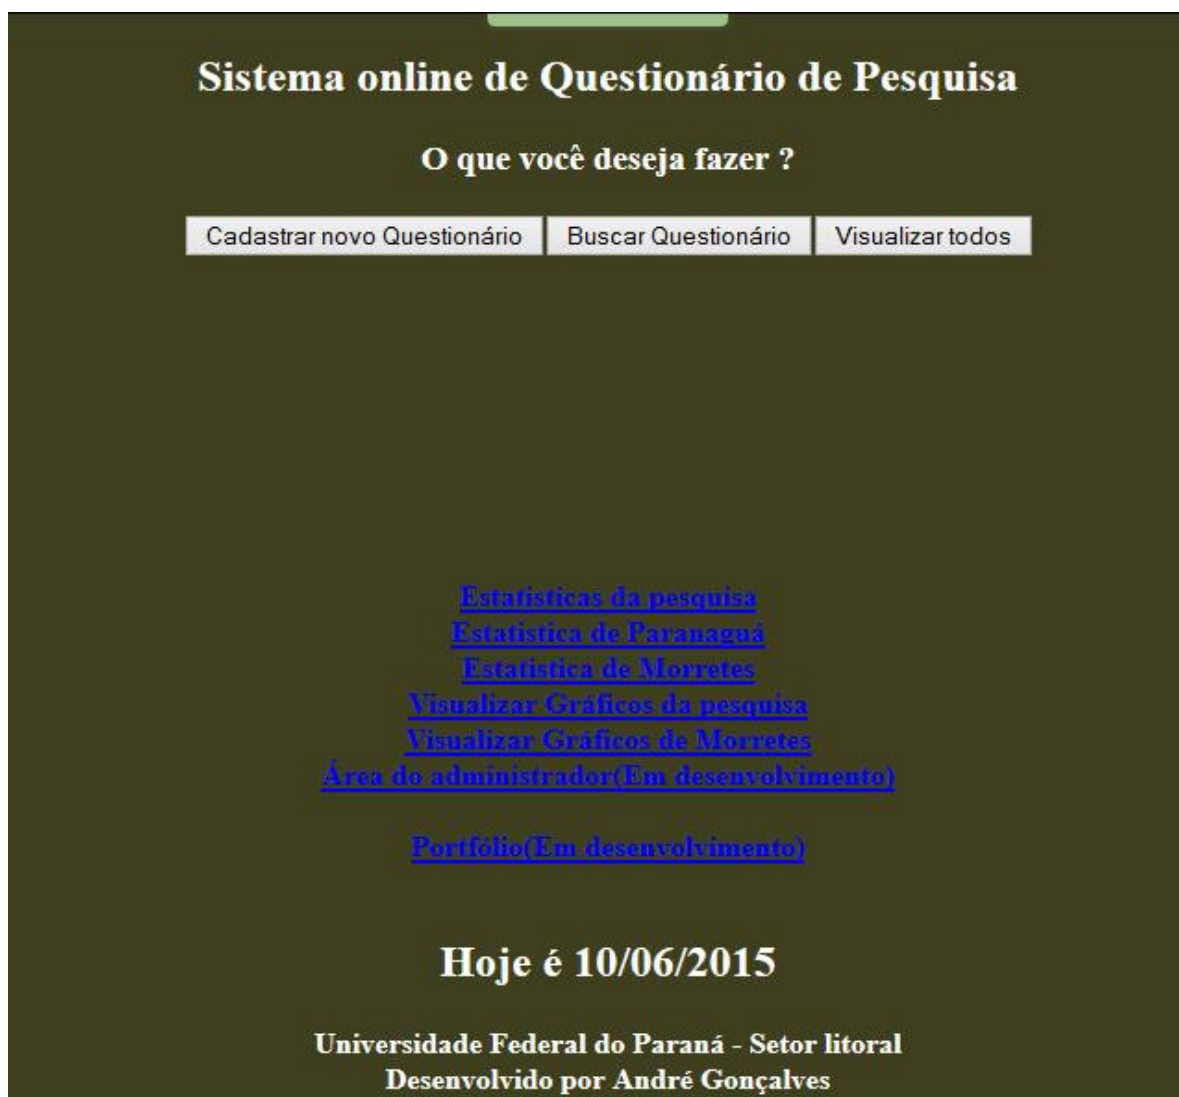 Sistema online de Questionário de Pesquisa
O que você deseja fazer ?
Cadastrar novo Questionário Buscar Questionário Visualizar todos
Estatisticas da pesquisa
Estatistica de Paranaguá
Estatistica de Morretes
Visualizar Gráficos da pesquisa
Visualizar Gráficos de Morretes
Área do administrador(Em desenvolvimento)
Portfólio(Em desenvolvimento)
Hoje é 10/06/2015
Universidade Federal do Paraná - Setor litoral
Desenvolvido por André Gonçalves